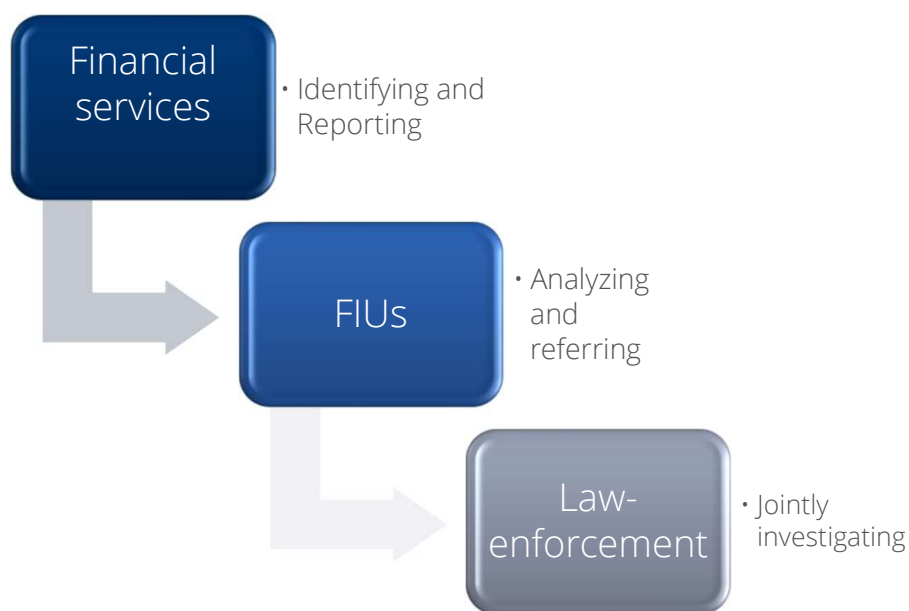 Financial
services
• Identifying and
Reporting
FIUs
• Analyzing
and
referring
Law-
enforcement
• Jointly
investigating